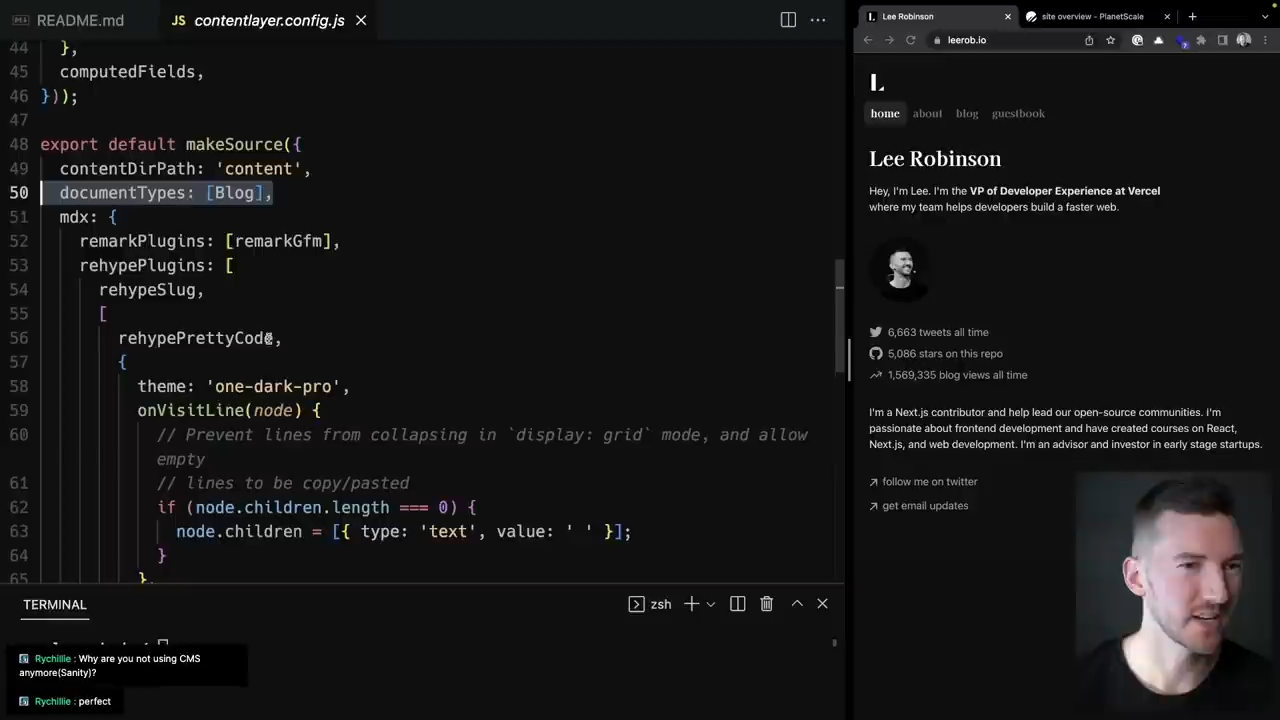 README.md
JS contentlayer.config.js
44 },
45 computedFields,
46 }));
47
48 export default makeSource({
49 contentDirPath: 'content',
50 documentTypes: [Blog],
51 mdx: {
52 remarkPlugins: [remarkGfm],
53 rehypePlugins: [
54 rehypeSlug,
55 [
56 rehypePrettyCode,
57 {
58 theme: 'one-dark-pro',
59 onVisitLine(node) {
60 // Prevent lines from collapsing in `display: grid` mode, and allow
empty
61 // lines to be copy/pasted
62 if (node.children.length === 0) {
63 node.children = [{ type: 'text', value: ' ' }];
64 }
65 },
TERMINAL
zsh
Rychillie : Why are you not using CMS
anymore(Sanity)?
Rychillie : perfect
Lee Robinson
site overview - PlanetScale
leerob.io
L
home about blog guestbook
Lee Robinson
Hey, I'm Lee. I'm the VP of Developer Experience at Vercel
where my team helps developers build a faster web.
6,663 tweets all time
5,086 stars on this repo
1,569,335 blog views all time
I'm a Next.js contributor and help lead our open-source communities. I'm
passionate about frontend development and have created courses on React,
Next.js, and web development. I'm an advisor and investor in early stage startups.
follow me on twitter
get email updates